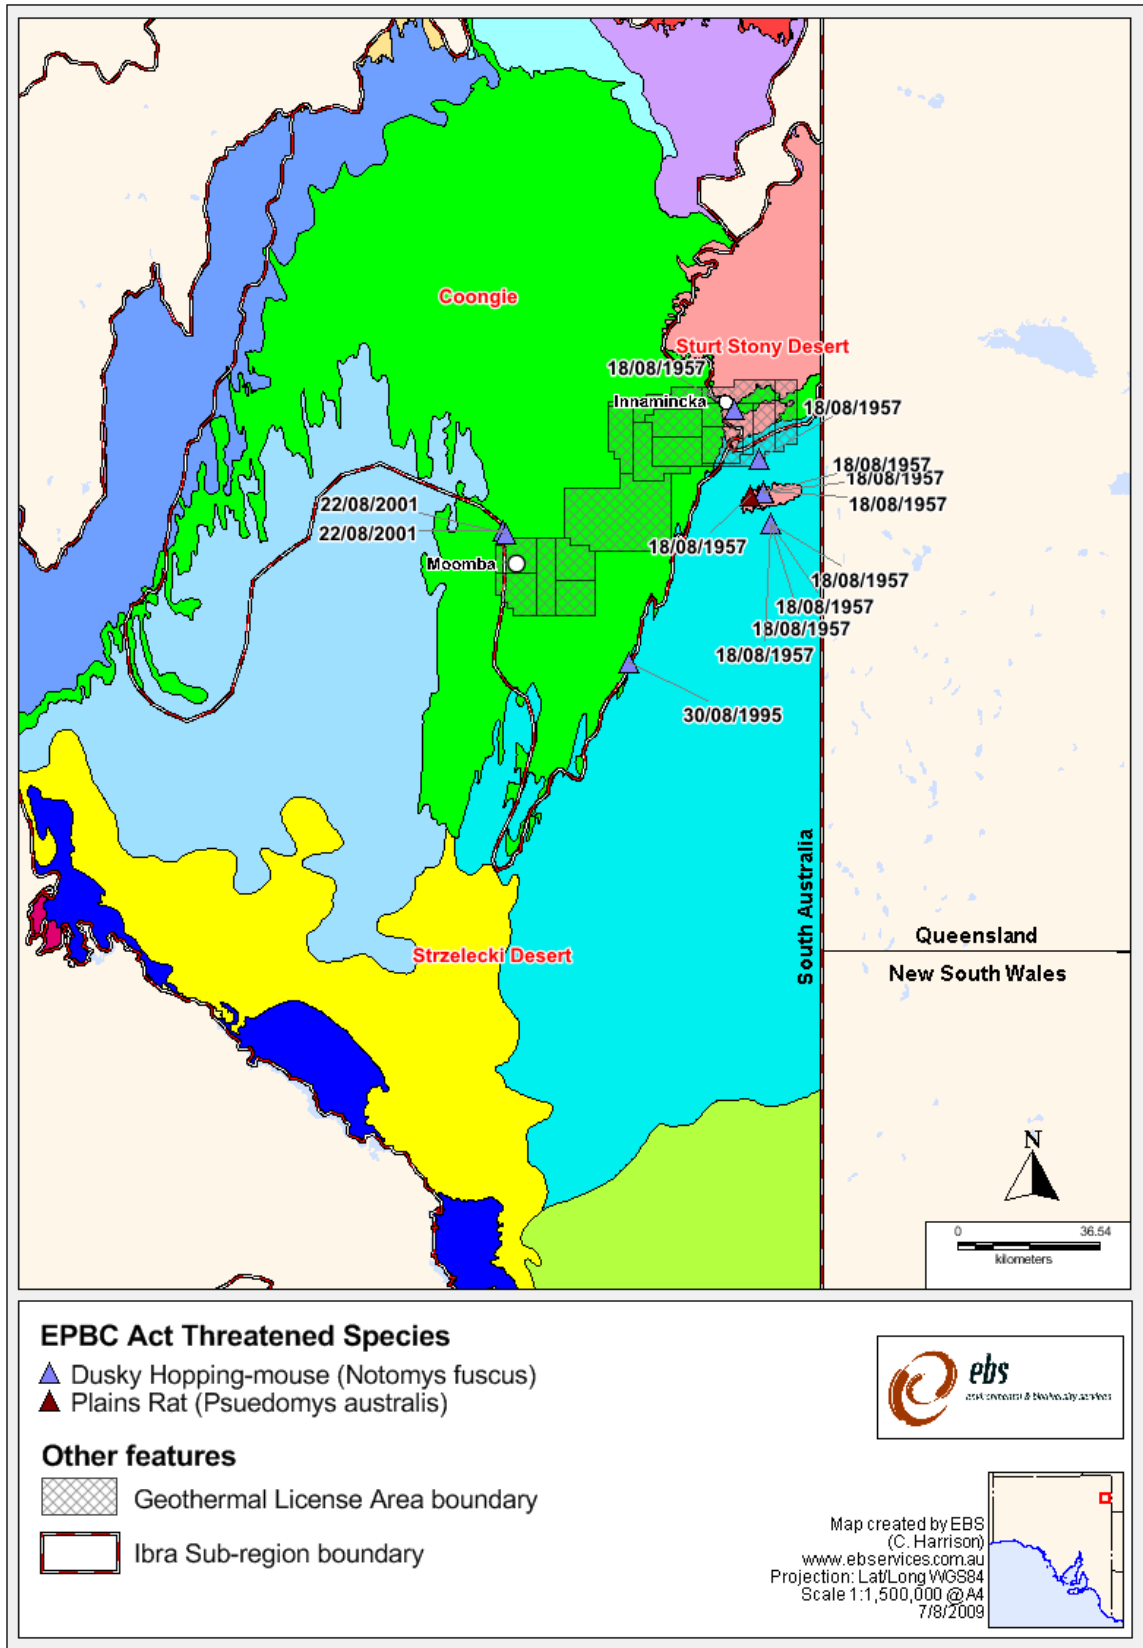 Coongie
Sturt Stony Desert
18/08/1957
Innamincka
18/08/1957
18/08/1957
18/08/1957
18/08/1957
22/08/2001
22/08/2001
18/08/1957
Moomba
18/08/1957
18/08/1957
18/08/1957
18/08/1957
30/08/1995
South Australia
Queensland
Strzelecki Desert
New South Wales
N
0 36.54
kilometers
EPBC Act Threatened Species
Dusky Hopping-mouse (Notomys fuscus)
Plains Rat (Psuedomys australis)
Other features
Geothermal License Area boundary
Ibra Sub-region boundary
ebs
environmental & biodiversity services
Map created by EBS
(C. Harrison)
www.ebservices.com.au
Projection: Lat/Long WGS84
Scale 1:1,500,000 @A4
7/8/2009